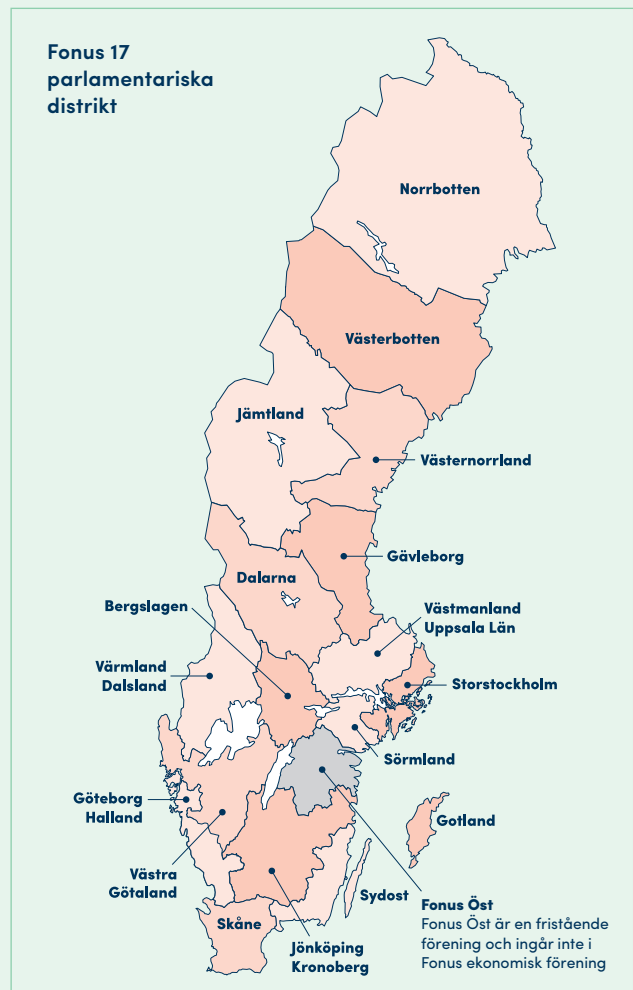 Fonus 17
parlamentariska
distrikt
Norrbotten
Västerbotten
Jämtland
Västernorrland
Gävleborg
Dalarna
Bergslagen
Västmanland
Uppsala Län
Värmland
Dalsland
Storstockholm
Sörmland
Göteborg
Halland
Gotland
Västra
Götaland
Sydost
Skåne
Jönköping
Kronoberg
Fonus Öst
Fonus Öst är en fristående
förening och ingår inte i
Fonus ekonomisk förening